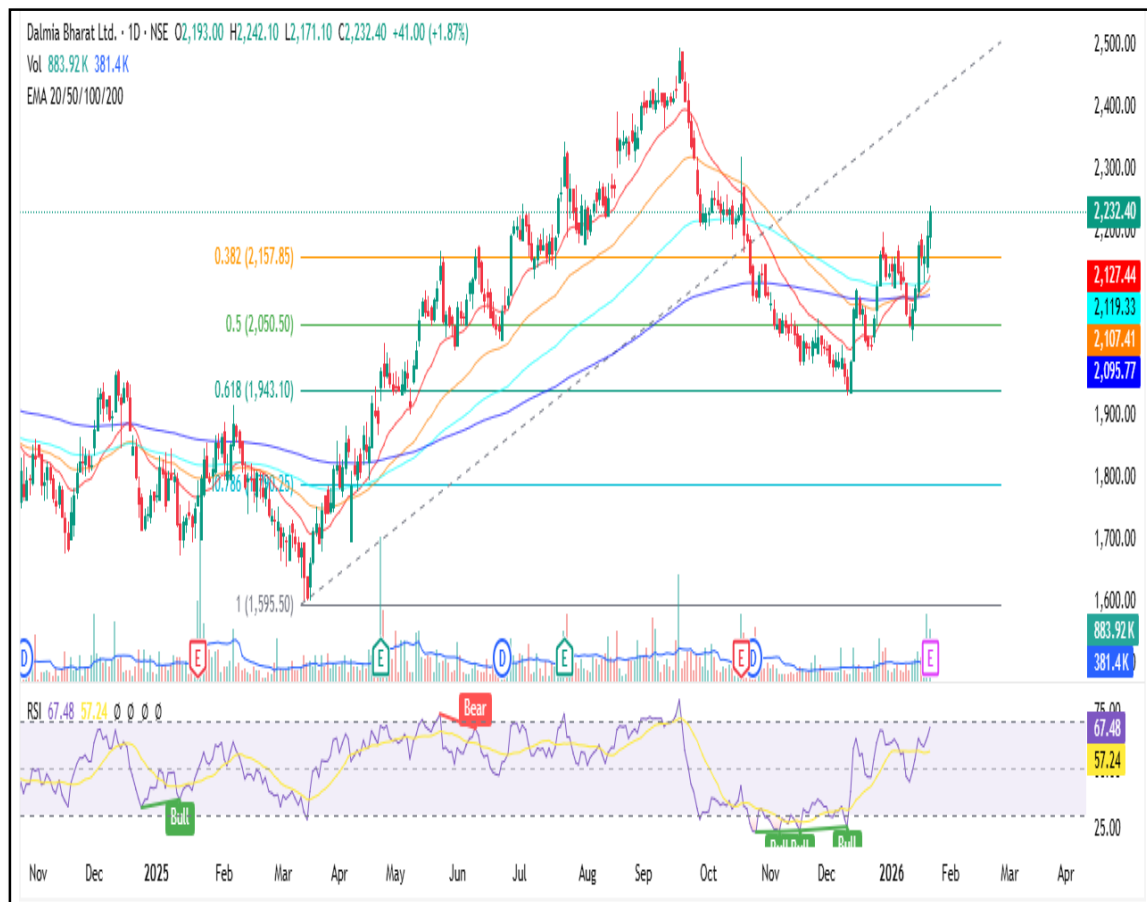 Dalmia Bharat Ltd. · 1D · NSE O2,193.00 H2,242.10 L2,171.10 C2,232.40 +41.00 (+1.87%)
Vol 883.92K 381.4K
EMA 20/50/100/200
2,500.00
2,400.00
2,300.00
2,232.40
2,200.00
0.382 (2,157.85)
2,127.44
2,119.33
2,107.41
2,095.77
0.5 (2,050.50)
0.618 (1,943.10)
1,900.00
1,800.00
1,700.00
1 (1,595.50)
1,600.00
883.92K
381.4K
D E E D E E D E
RSI 67.48 57.24 Ø Ø Ø Ø
Bear
75.00
67.48
57.24
Bull
Bull
25.00
Nov Dec 2025 Feb Mar Apr May Jun Jul Aug Sep Oct Nov Dec 2026 Feb Mar Apr